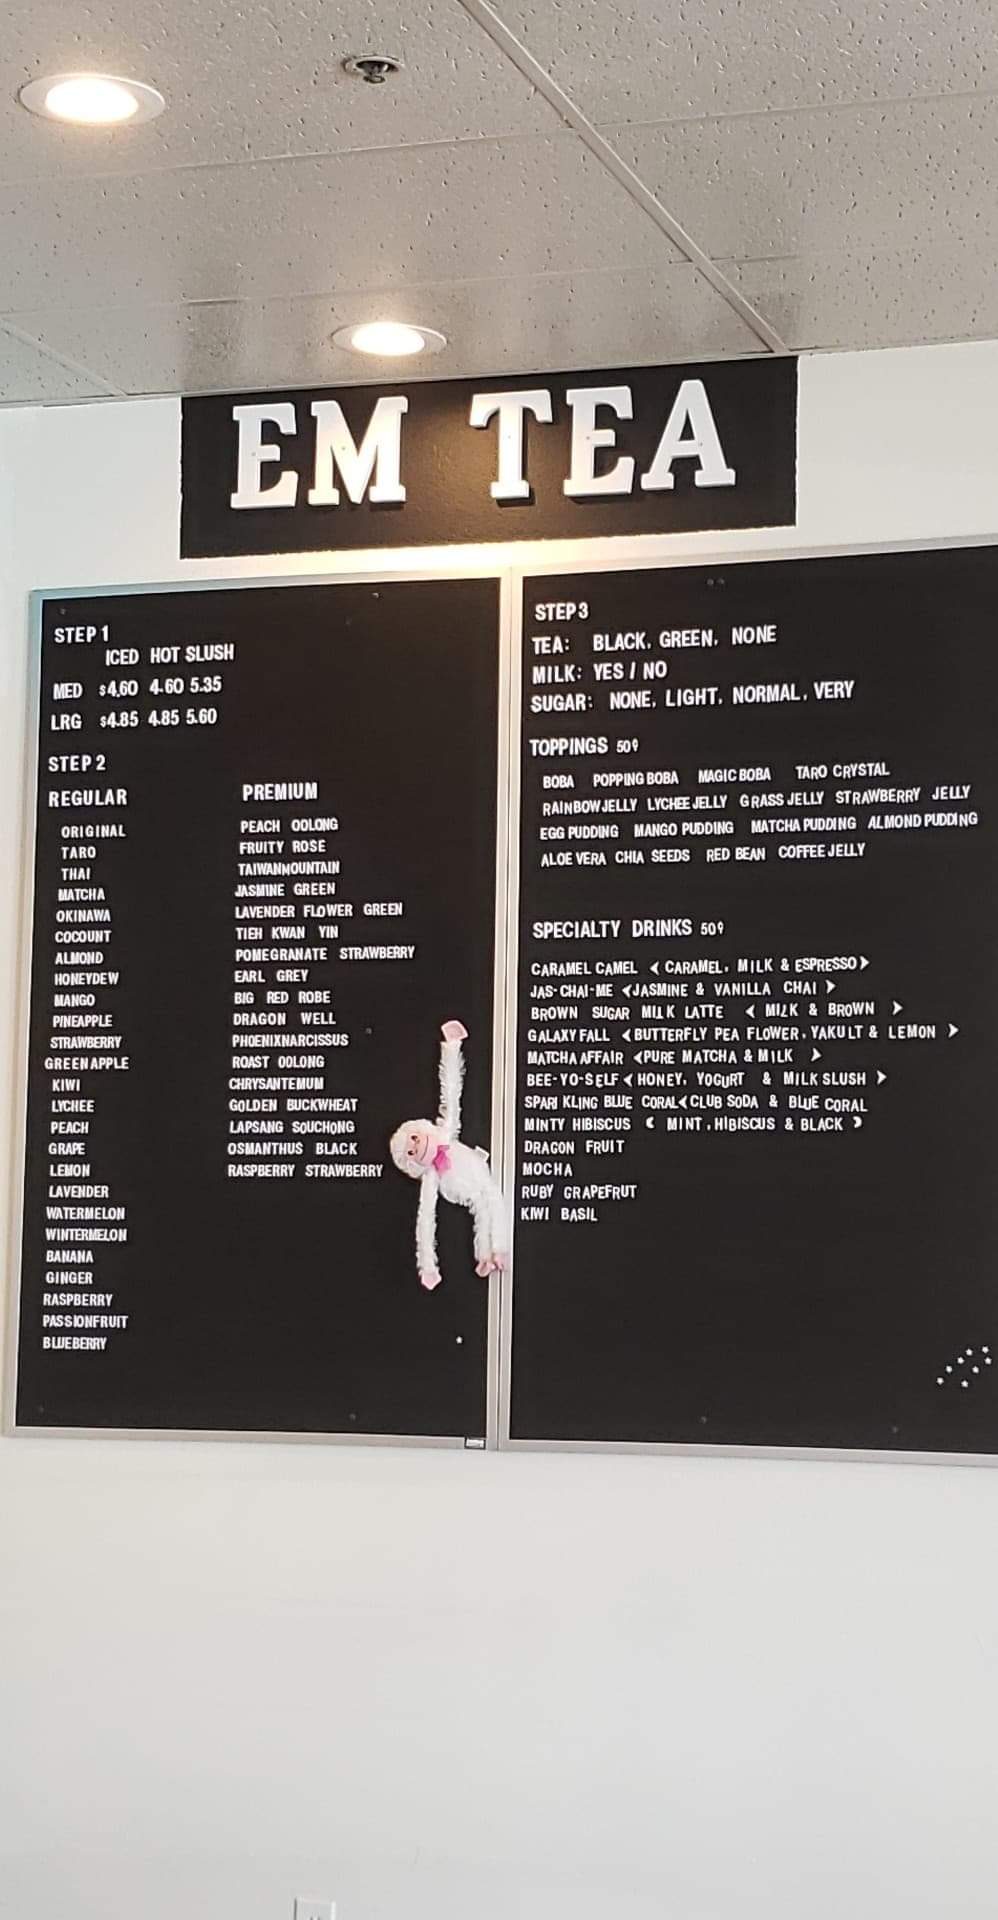 EM TEA
STEP 1
ICED HOT SLUSH
MED $4.60 4.60 5.35
LRG $4.85 4.85 5.60
STEP 2
REGULAR
ORIGINAL
TARO
THAI
MATCHA
OKINAWA
COCOUNT
ALMOND
HONEYDEW
MANGO
PINEAPPLE
STRAWBERRY
GREEN APPLE
KIWI
LYCHEE
PEACH
GRAPE
LEMON
LAVENDER
WATERMELON
WINTERMELON
BANANA
GINGER
RASPBERRY
PASSIONFRUIT
BLUEBERRY
PREMIUM
PEACH OOLONG
FRUITY ROSE
TAIWANMOUNTAIN
JASMINE GREEN
LAVENDER FLOWER GREEN
TIEH KWAN YIN
POMEGRANATE STRAWBERRY
EARL GREY
BIG RED ROBE
DRAGON WELL
PHOENIXNARCISSUS
ROAST OOLONG
CHRYSANTEMUM
GOLDEN BUCKWHEAT
LAPSANG SOUCHONG
OSMANTHUS BLACK
RASPBERRY STRAWBERRY
STEP 3
TEA: BLACK, GREEN, NONE
MILK: YES / NO
SUGAR: NONE, LIGHT, NORMAL, VERY
TOPPINGS 50¢
BOBA POPPING BOBA MAGIC BOBA TARO CRYSTAL
RAINBOW JELLY LYCHEE JELLY GRASS JELLY STRAWBERRY JELLY
EGG PUDDING MANGO PUDDING MATCHA PUDDING ALMOND PUDDING
ALOE VERA CHIA SEEDS RED BEAN COFFEE JELLY
SPECIALTY DRINKS 50¢
CARAMEL CAMEL < CARAMEL, MILK & ESPRESSO >
JAS-CHAI-ME < JASMINE & VANILLA CHAI >
BROWN SUGAR MILK LATTE < MILK & BROWN >
GALAXY FALL < BUTTERFLY PEA FLOWER, YAKULT & LEMON >
MATCHA AFFAIR < PURE MATCHA & MILK >
BEE-YO-SELF < HONEY, YOGURT & MILK SLUSH >
SPARI KLING BLUE CORAL < CLUB SODA & BLUE CORAL
MINTY HIBISCUS < MINT, HIBISCUS & BLACK >
DRAGON FRUIT
MOCHA
RUBY GRAPEFRUT
KIWI BASIL